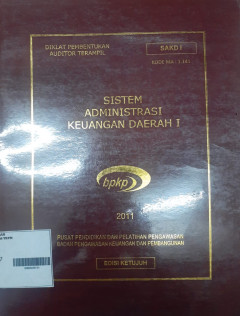 DIKLAT PEMBENTUKAN
AUDITOR TERAMPIL
SAKD I
SISTEM
ADMINISTRASI
KEUANGAN DAERAH I
bpkp
2011
PUSAT PENDIDIKAN DAN PELATIHAN PENGAWASAN
BADAN PENGAWASAN KEUANGAN DAN PEMBANGUNAN
EDISI KETUJUH